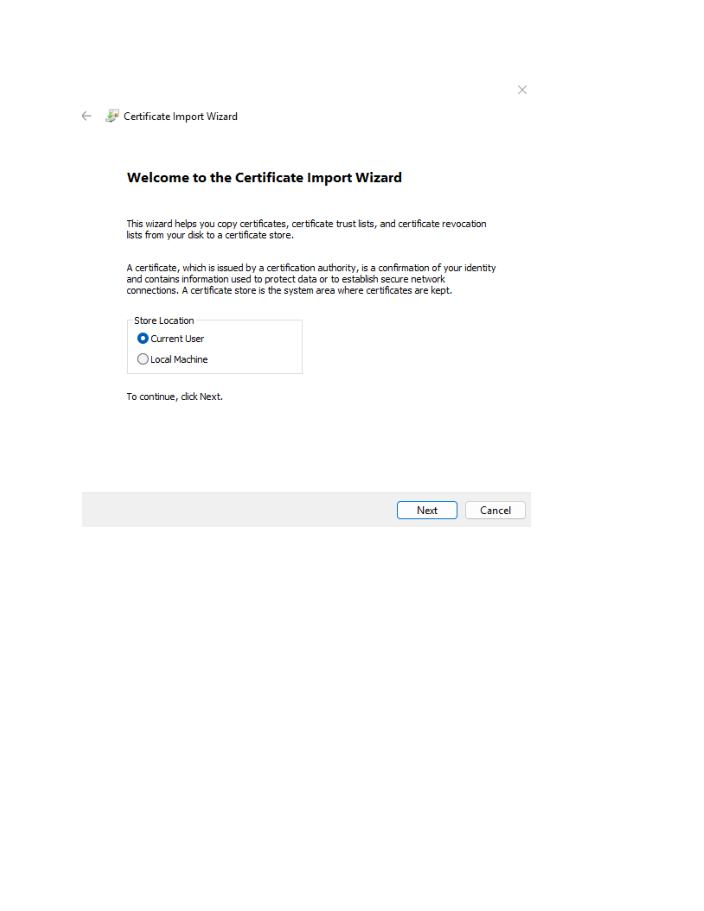 Certificate Import Wizard
Welcome to the Certificate Import Wizard
This wizard helps you copy certificates, certificate trust lists, and certificate revocation
lists from your disk to a certificate store.
A certificate, which is issued by a certification authority, is a confirmation of your identity
and contains information used to protect data or to establish secure network
connections. A certificate store is the system area where certificates are kept.
Store Location
Current User
Local Machine
To continue, click Next.
Next Cancel